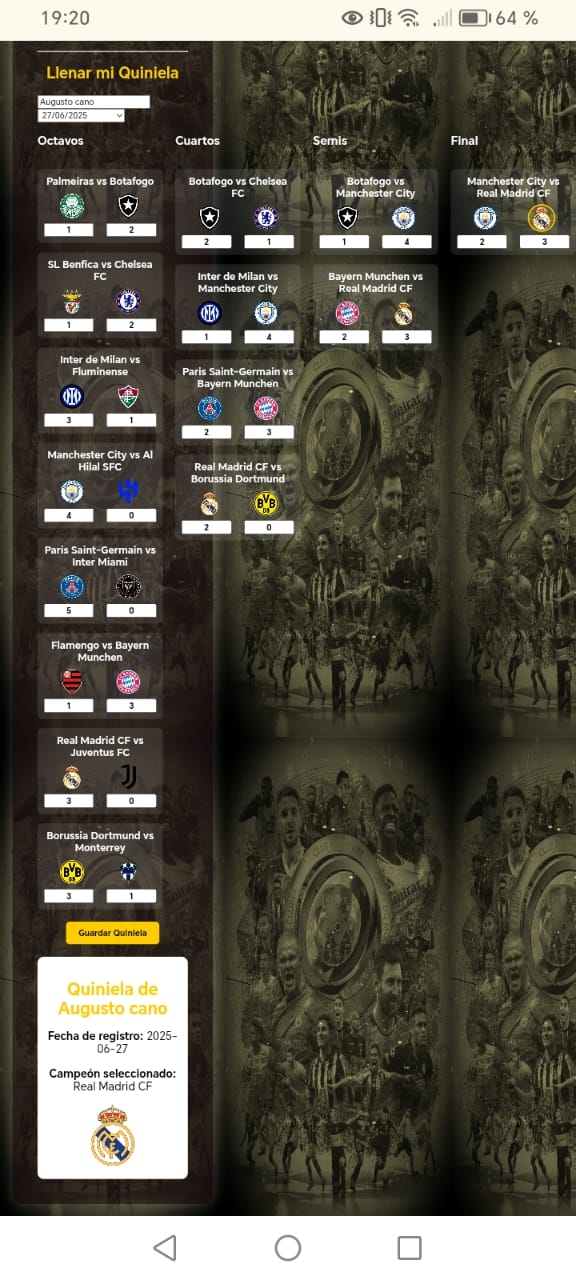 19:20
64 %
Llenar mi Quiniela
Augusto cano
27/06/2025
Octavos
Palmeiras vs Botafogo
1 2
SL Benfica vs Chelsea
FC
1 2
Inter de Milan vs
Fluminense
3 1
Manchester City vs Al
Hilal SFC
4 0
Paris Saint-Germain vs
Inter Miami
5 0
Flamengo vs Bayern
Munchen
1 3
Real Madrid CF vs
Juventus FC
3 0
Borussia Dortmund vs
Monterrey
3 1
Cuartos
Botafogo vs Chelsea
FC
2 1
Inter de Milan vs
Manchester City
1 4
Paris Saint-Germain vs
Bayern Munchen
2 3
Real Madrid CF vs
Borussia Dortmund
BVB
09
2 0
Semis
Botafogo vs
Manchester City
1 4
Bayern Munchen vs
Real Madrid CF
2 3
Final
Manchester City vs
Real Madrid CF
2 3
Guardar Quiniela
Quiniela de
Augusto cano
Fecha de registro: 2025-
06-27
Campeón seleccionado:
Real Madrid CF